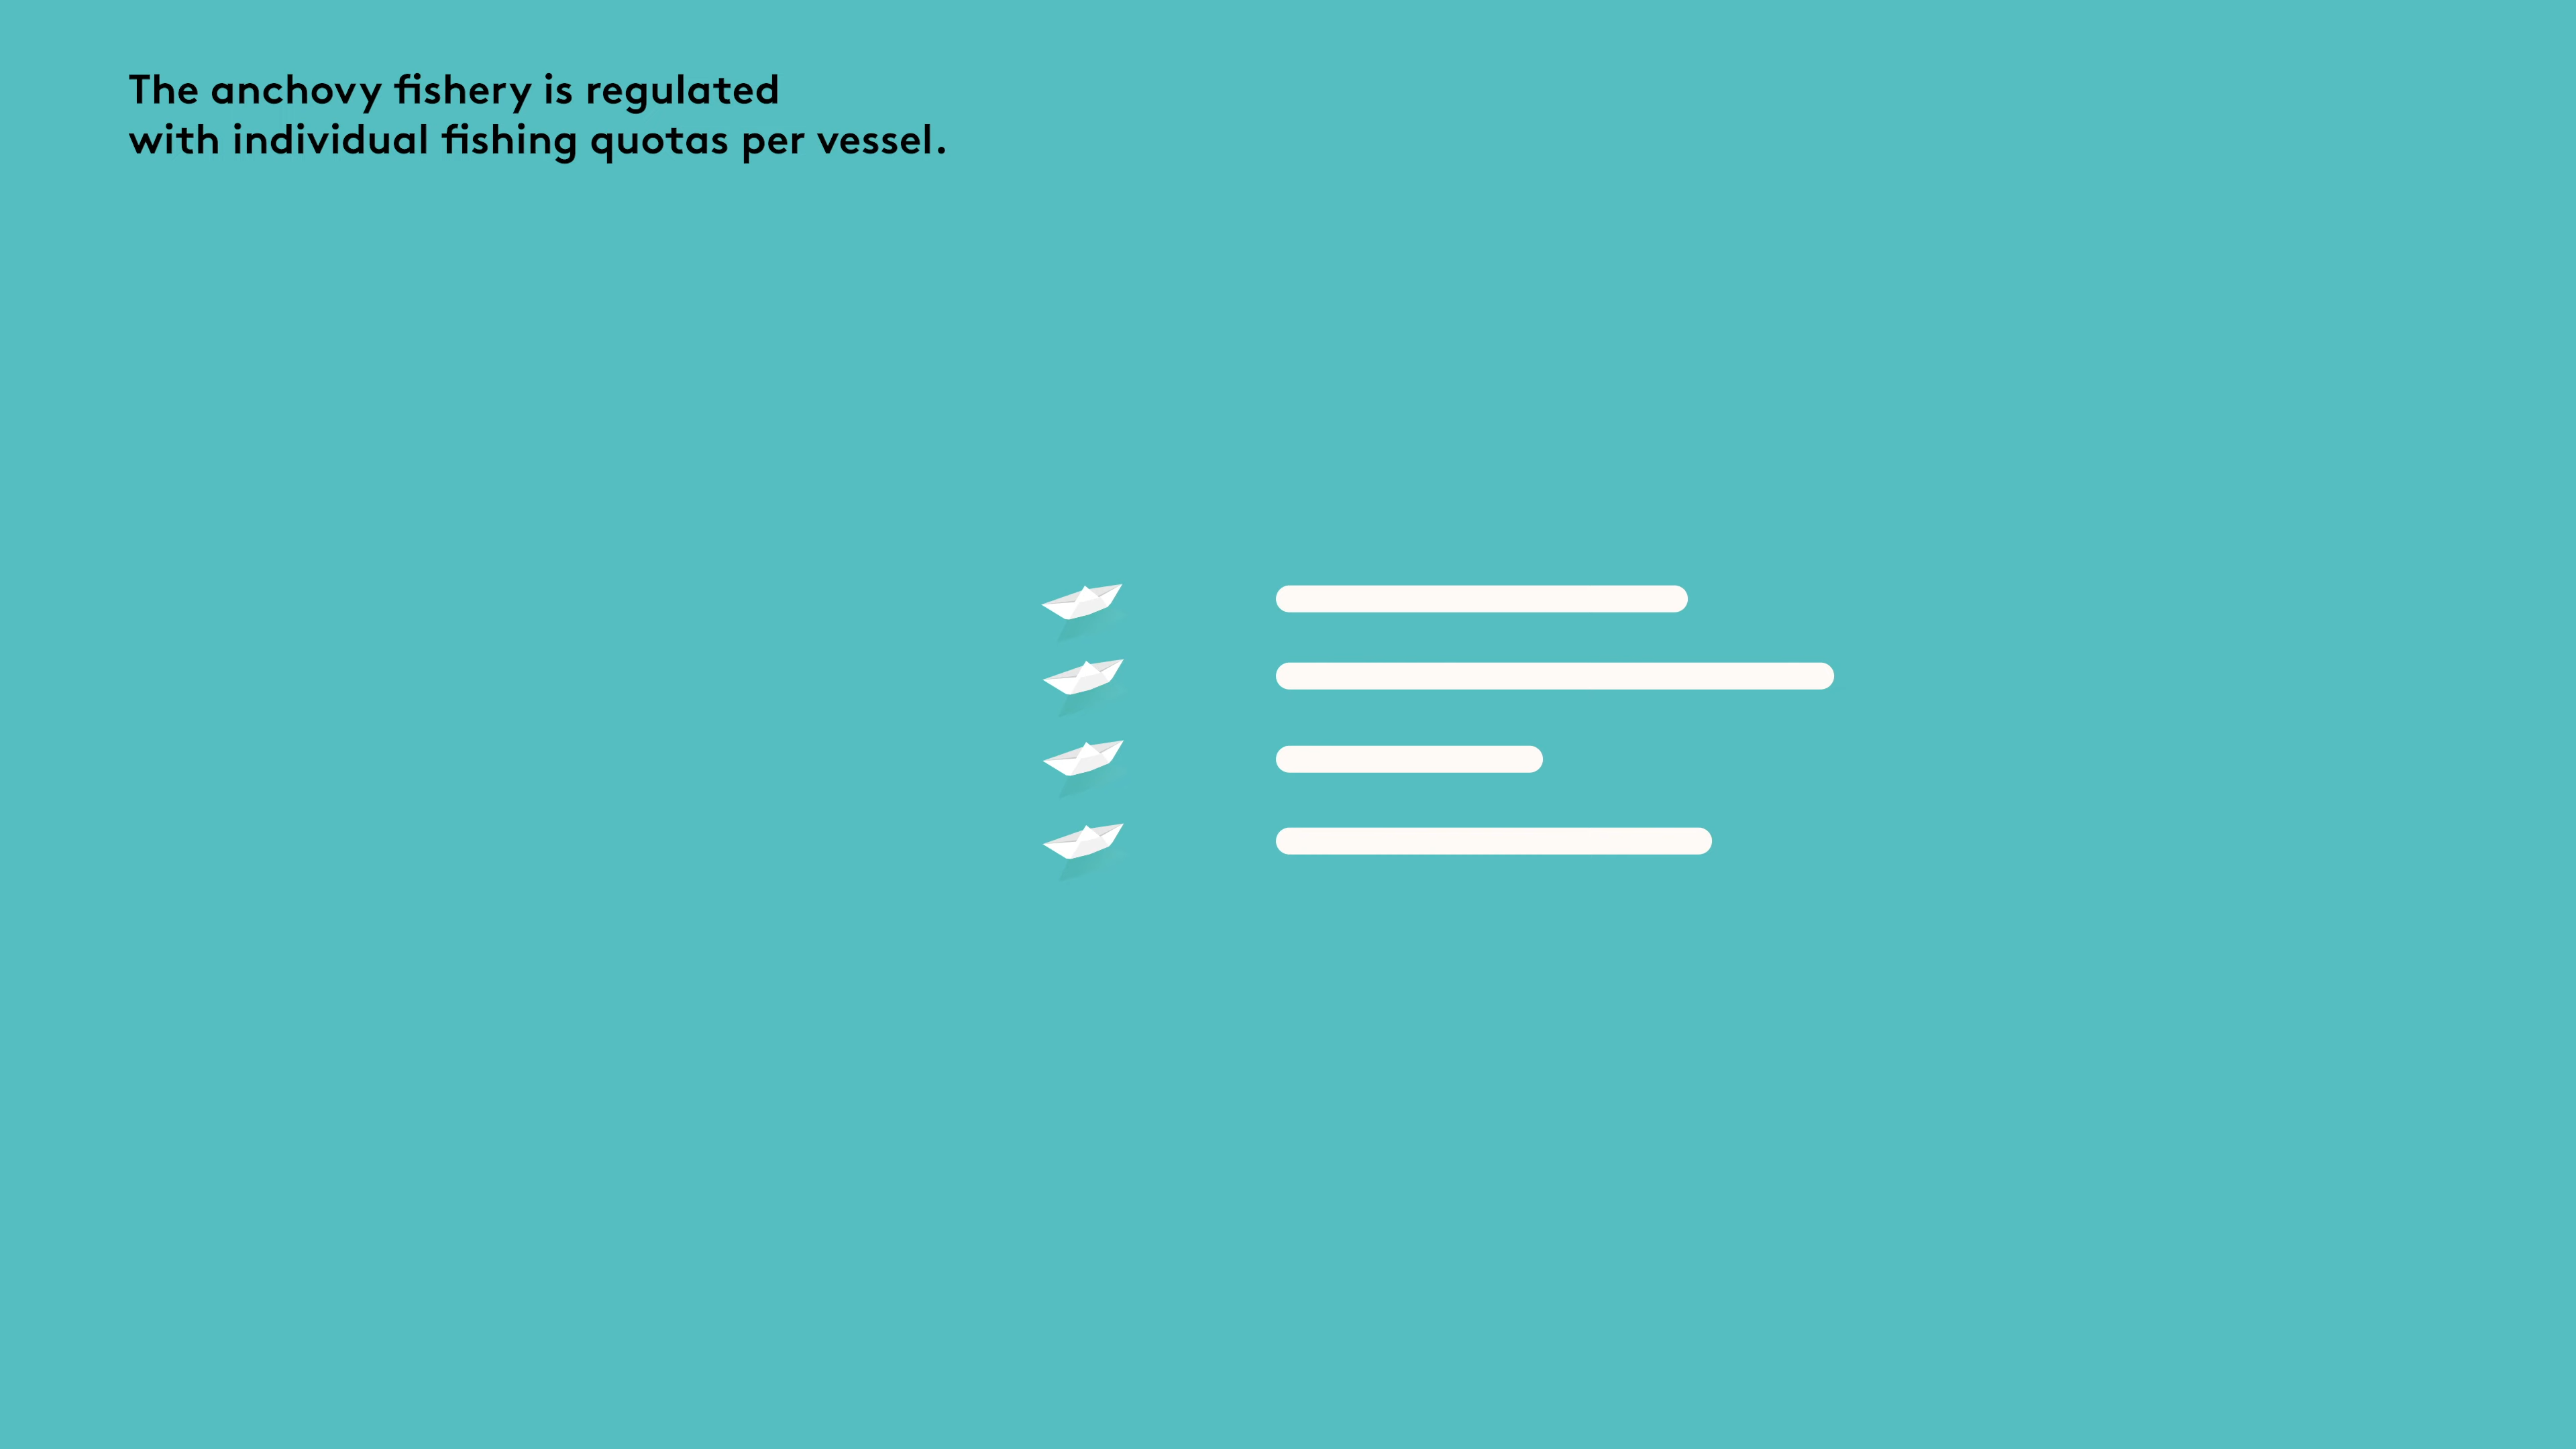 The anchovy fishery is regulated
with individual fishing quotas per vessel.